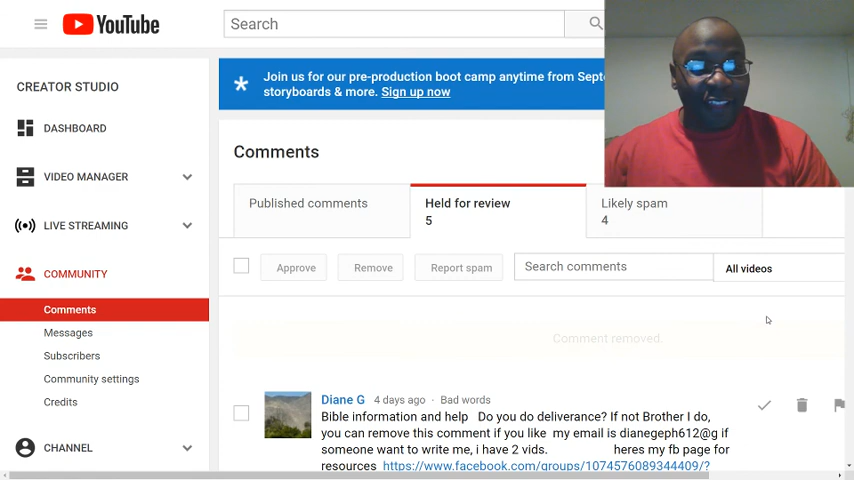 YouTube
Search
CREATOR STUDIO
DASHBOARD
VIDEO MANAGER
LIVE STREAMING
COMMUNITY
Comments
Messages
Subscribers
Community settings
Credits
CHANNEL
Join us for our pre-production boot camp anytime from Septe
storyboards & more. Sign up now
Comments
Published comments
Held for review
5
Likely spam
4
Approve
Remove
Report spam
Search comments
All videos
Comment removed.
Diane G 4 days ago · Bad words
Bible information and help Do you do deliverance? If not Brother I do,
you can remove this comment if you like my email is dianegeph612@g if
someone want to write me, i have 2 vids. heres my fb page for
resources https://www.facebook.com/groups/1074576089344409/?